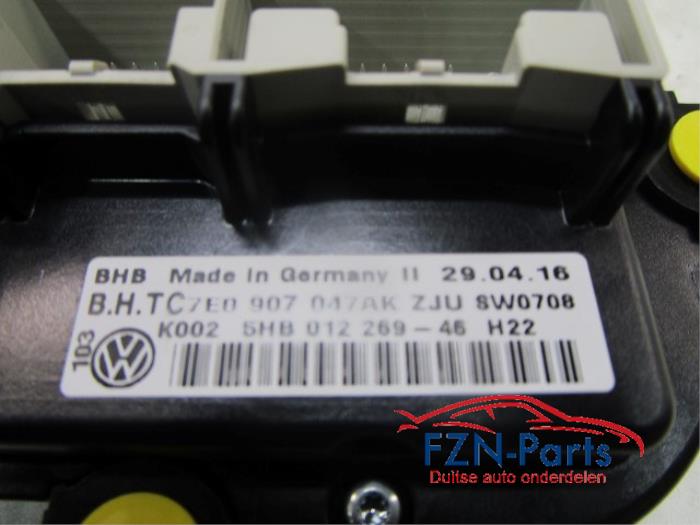 BHB Made in Germany II 29.04.16
B.H.TC 7E0 907 047AK ZJU SW0708
K002 5HB 012 269-46 H22
103
FZN-Parts
Duitse auto onderdelen